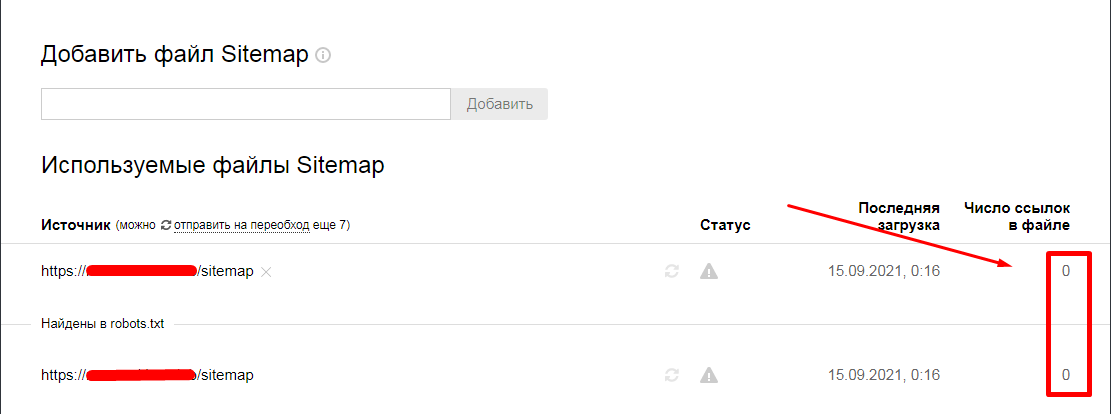 Добавить файл Sitemap
Добавить
Используемые файлы Sitemap
Источник (можно отправить на переобход еще 7) Статус Последняя загрузка Число ссылок в файле
https:// /sitemap 15.09.2021, 0:16 0
Найдены в robots.txt
https:// /sitemap 15.09.2021, 0:16 0